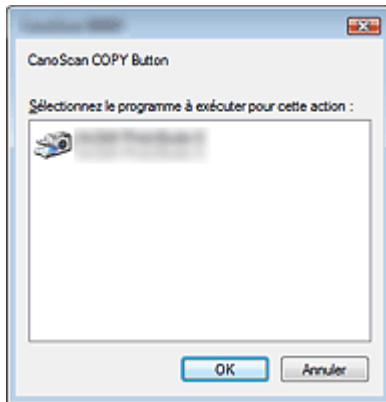 CanoScan COPY Button
Sélectionnez le programme à exécuter pour cette action :
OK
Annuler